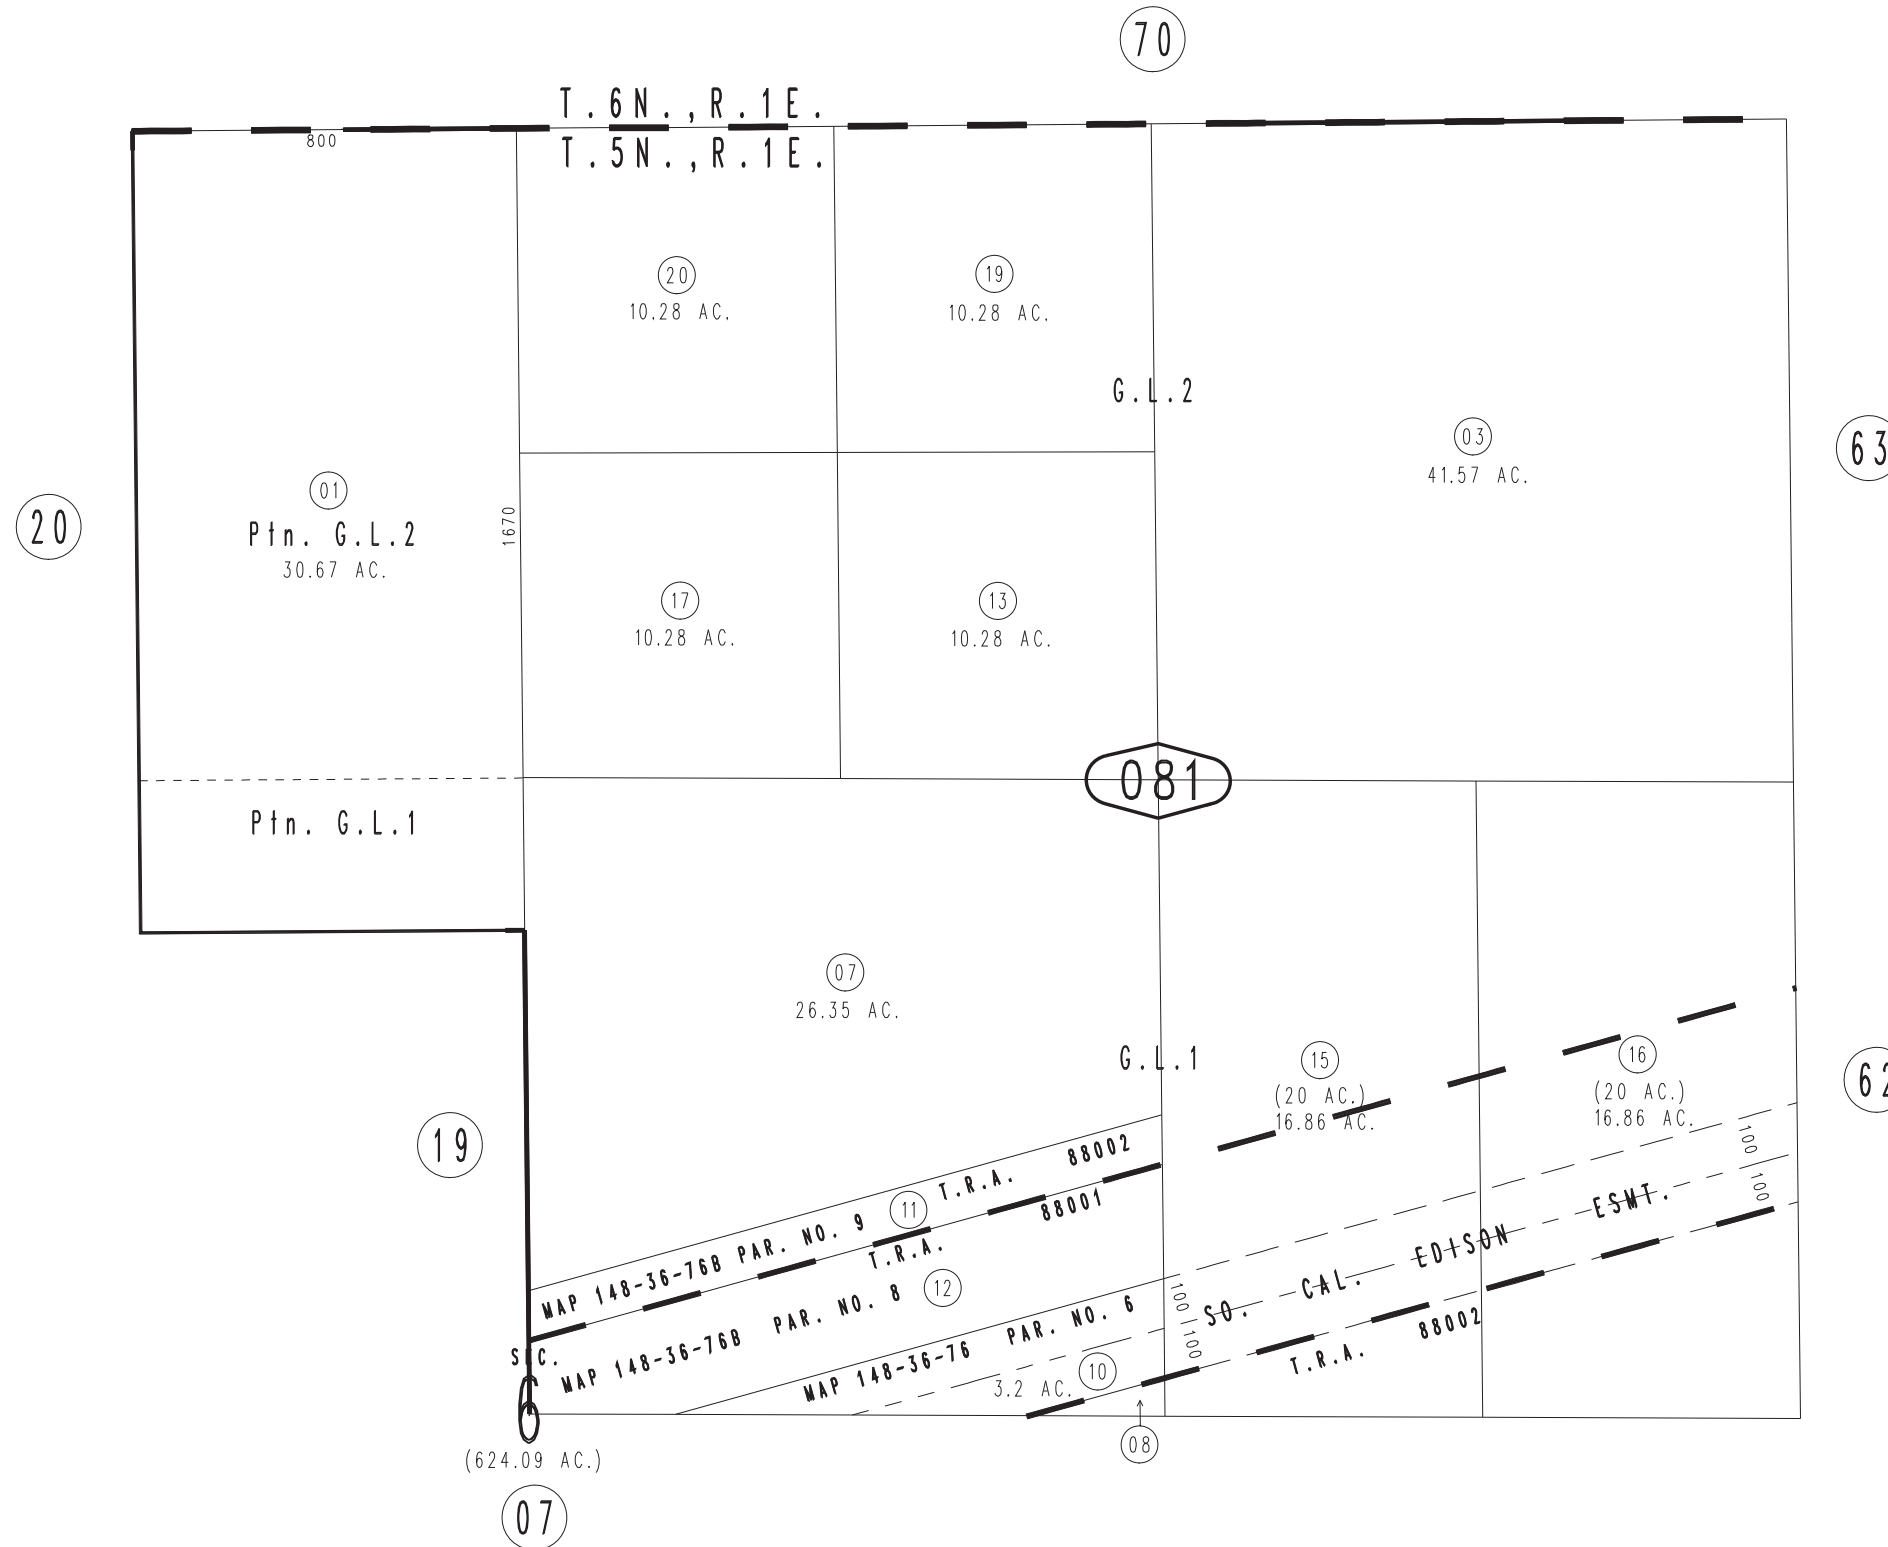 70
T.6N.,R.1E.
800
T.5N.,R.1E.
20
10.28 AC.
19
10.28 AC.
G.L.2
03
41.57 AC.
63
01
Ptn. G.L.2
30.67 AC.
1670
20
17
10.28 AC.
13
10.28 AC.
081
Ptn. G.L.1
07
26.35 AC.
G.L.1
15
(20 AC.)
16.86 AC.
16
(20 AC.)
16.86 AC.
62
19
100
100
MAP 148-36-76B PAR. NO. 9
11
T.R.A. 88002
T.R.A. 88001
MAP 148-36-76B PAR. NO. 8
12
MAP 148-36-76 PAR. NO. 6
100
100
SO. CAL. EDISON ESMT.
T.R.A. 88002
3.2 AC.
10
08
SEC.
6
(624.09 AC.)
07